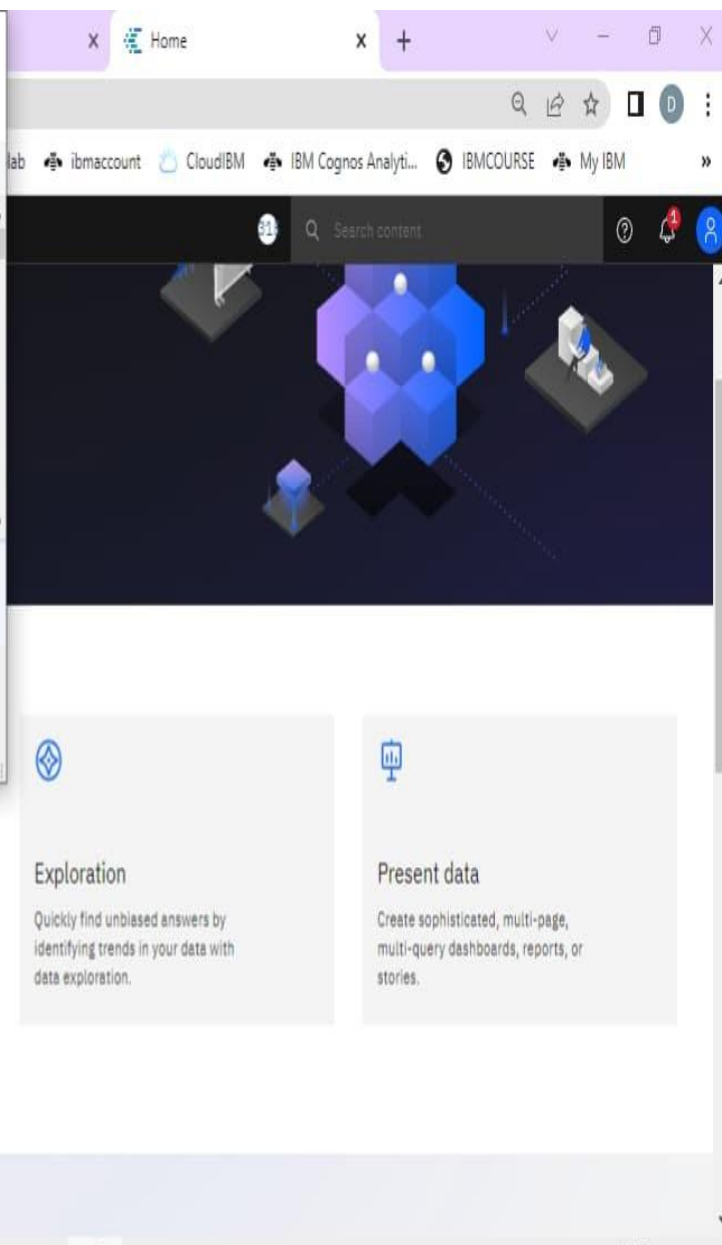 Home
D
lab ibmaccount CloudIBM IBM Cognos Analyti... IBMCOURSE My IBM »
Search content 1
Exploration
Quickly find unbiased answers by
identifying trends in your data with
data exploration.
Present data
Create sophisticated, multi-page,
multi-query dashboards, reports, or
stories.